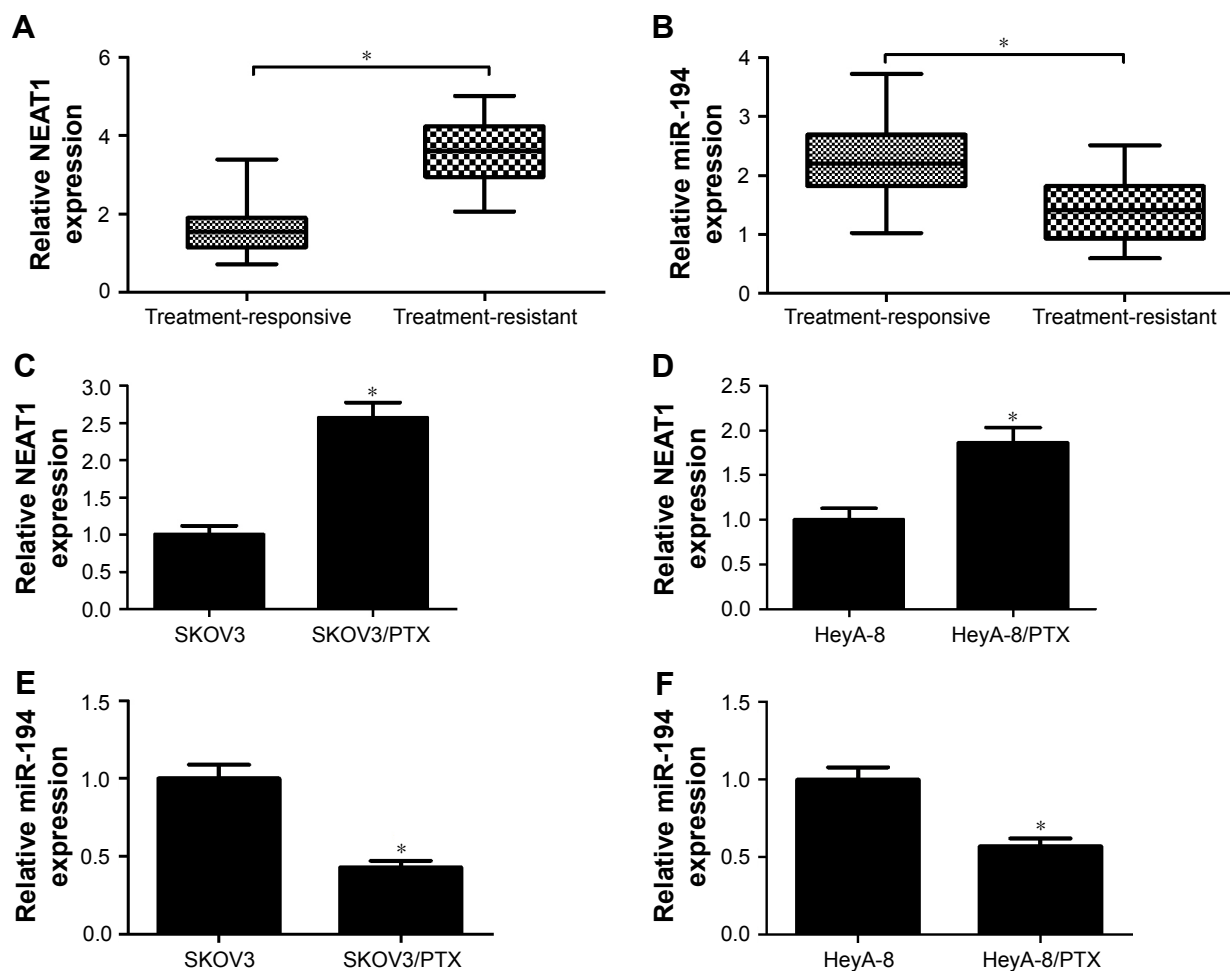 A
Relative NEAT1
expression
6
4
2
0
*
Treatment-responsive
Treatment-resistant
B
Relative miR-194
expression
4
3
2
1
0
*
Treatment-responsive
Treatment-resistant
C
Relative NEAT1
expression
3.0
2.5
2.0
1.5
1.0
0.5
0.0
*
SKOV3
SKOV3/PTX
D
Relative NEAT1
expression
2.5
2.0
1.5
1.0
0.5
0.0
*
HeyA-8
HeyA-8/PTX
E
Relative miR-194
expression
1.5
1.0
0.5
0.0
*
SKOV3
SKOV3/PTX
F
Relative miR-194
expression
1.5
1.0
0.5
0.0
*
HeyA-8
HeyA-8/PTX